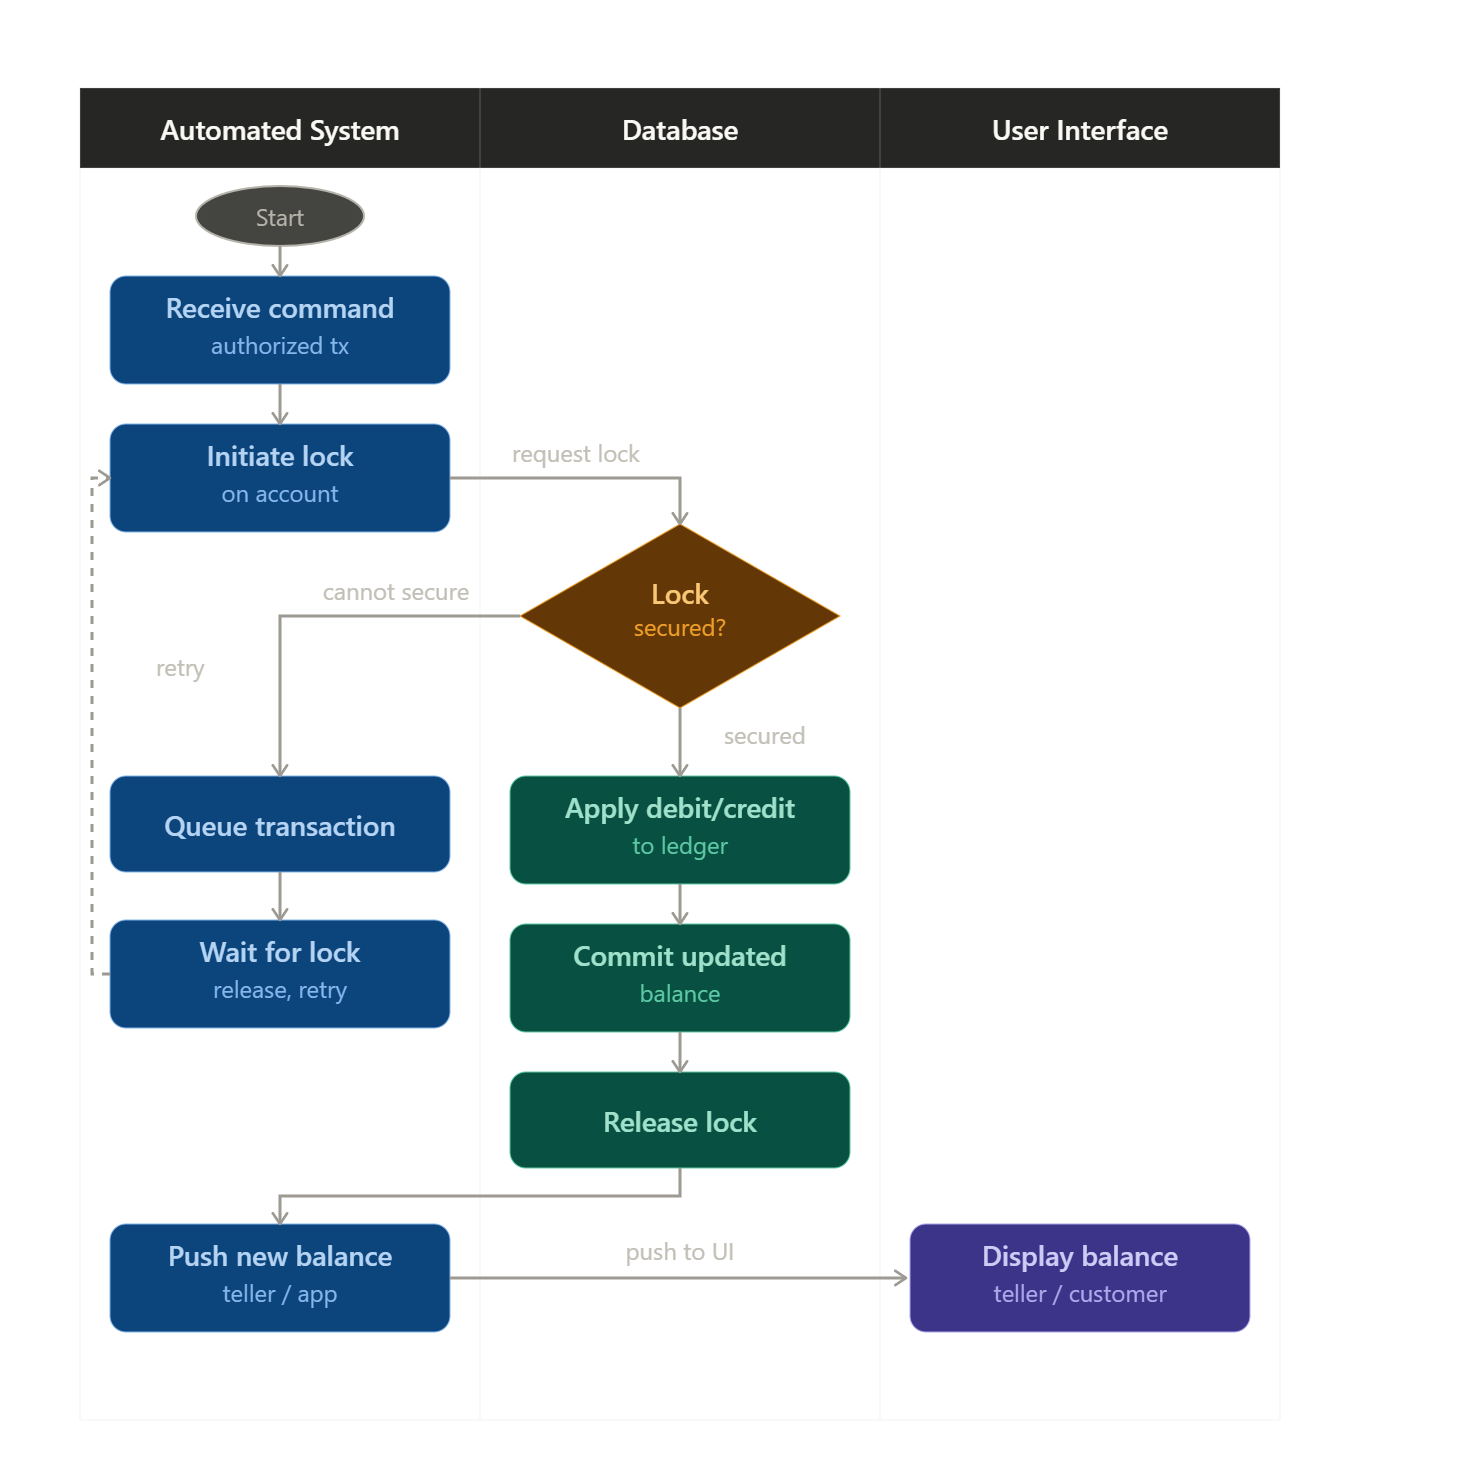 Automated System
Database
User Interface
Start
Receive command
authorized tx
Initiate lock
on account
request lock
Lock
secured?
cannot secure
retry
secured
Queue transaction
Apply debit/credit
to ledger
Wait for lock
release, retry
Commit updated
balance
Release lock
Push new balance
teller / app
push to UI
Display balance
teller / customer